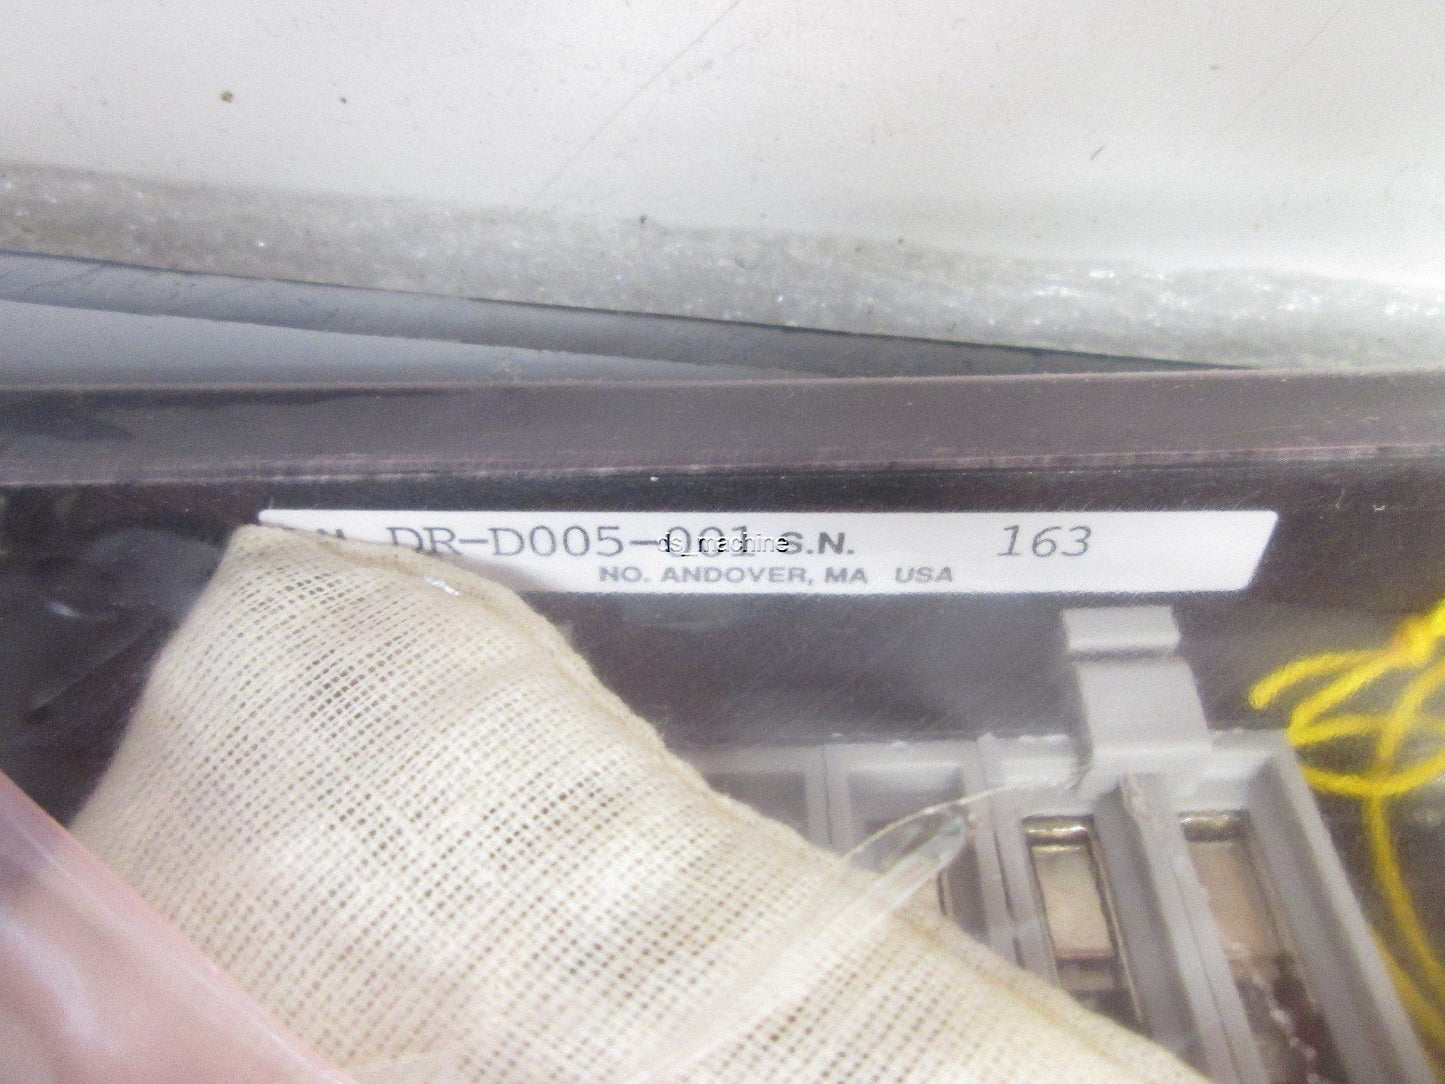 DR-D005-001 S.N. 163
ds_machine
NO. ANDOVER, MA USA